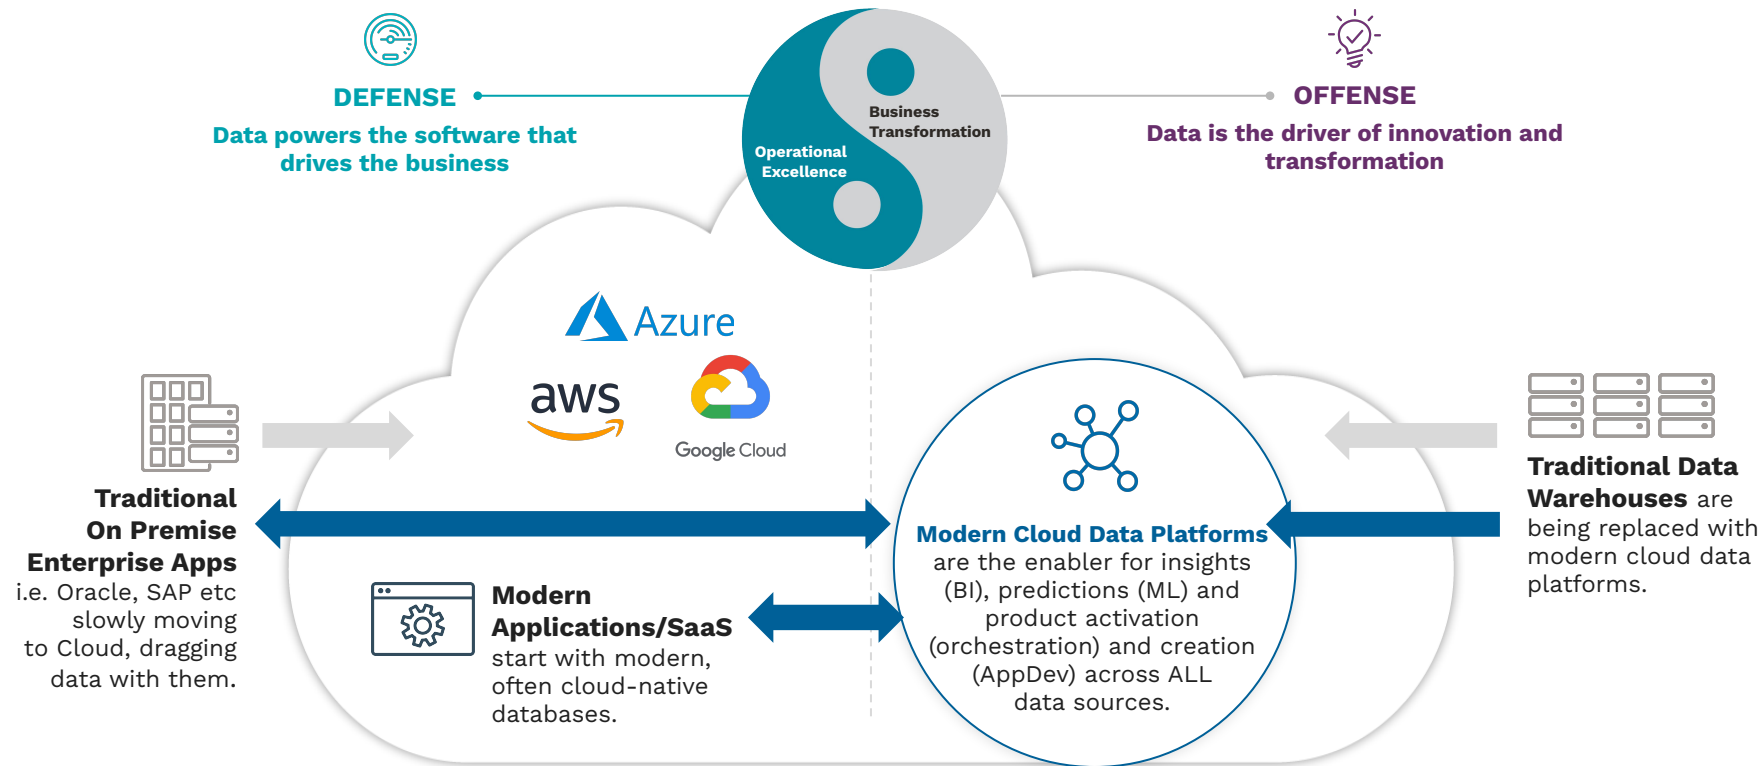 DEFENSE
Data powers the software that
drives the business
Business
Transformation
Operational
Excellence
OFFENSE
Data is the driver of innovation and
transformation
Azure
aws
Google Cloud
Traditional
On Premise
Enterprise Apps
i.e. Oracle, SAP etc
slowly moving
to Cloud, dragging
data with them.
Modern
Applications/SaaS
start with modern,
often cloud-native
databases.
Modern Cloud Data Platforms
are the enabler for insights
(BI), predictions (ML) and
product activation
(orchestration) and creation
(AppDev) across ALL
data sources.
Traditional Data
Warehouses are
being replaced with
modern cloud data
platforms.